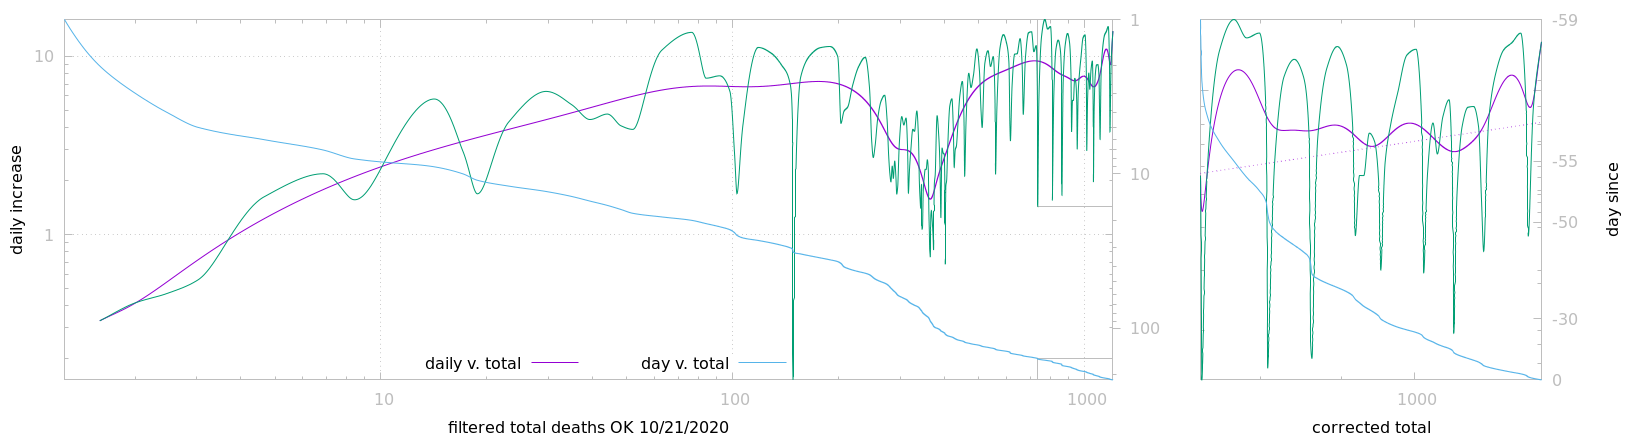 10
1
daily increase
daily v. total
day v. total
10
100
1000
filtered total deaths OK 10/21/2020
1
10
100
1000
corrected total
-59
-55
-50
-30
0
day since